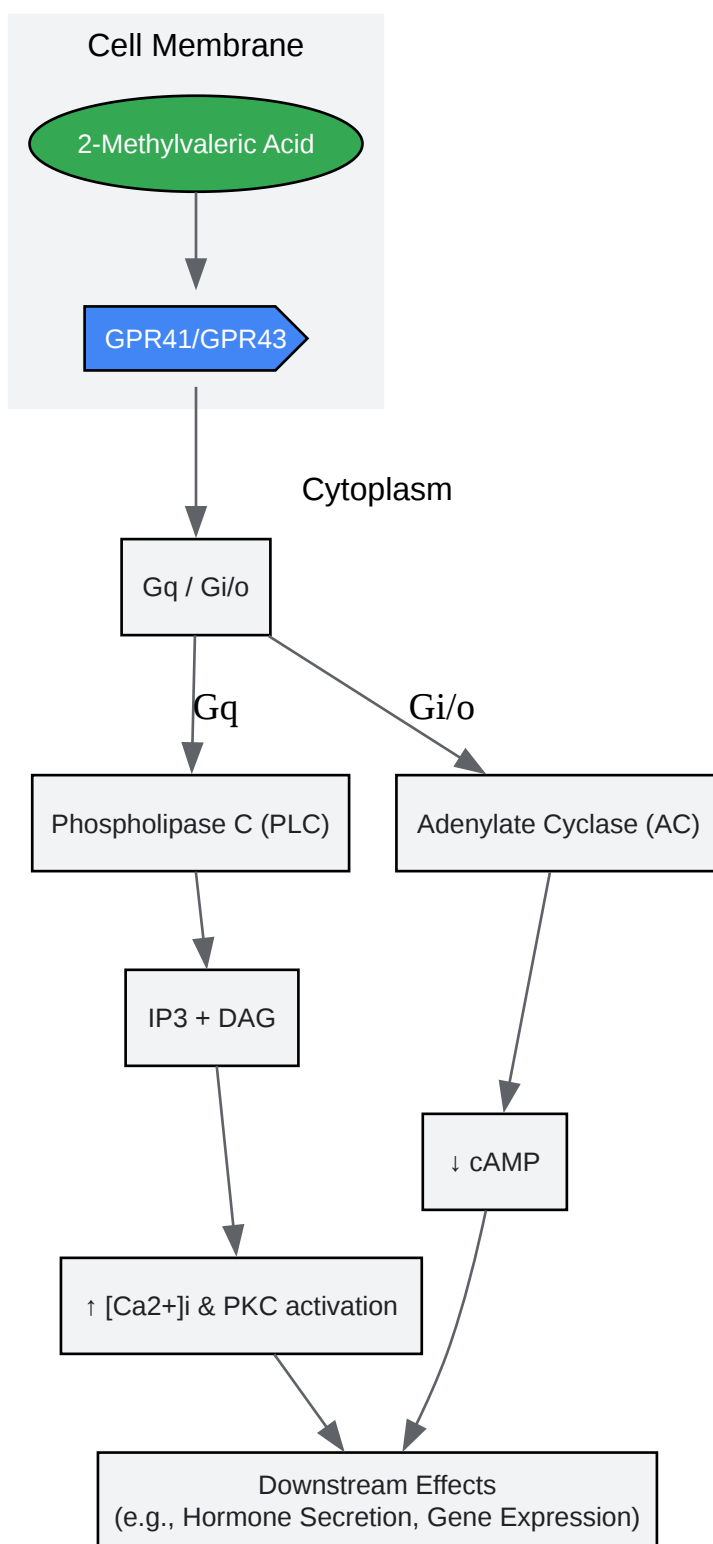 Cell Membrane
2-Methylvaleric Acid
GPR41/GPR43
Cytoplasm
Gq / Gi/o
Gq
Gi/o
Phospholipase C (PLC)
Adenylate Cyclase (AC)
IP3 + DAG
↓ cAMP
↑ [Ca2+]i & PKC activation
Downstream Effects
(e.g., Hormone Secretion, Gene Expression)